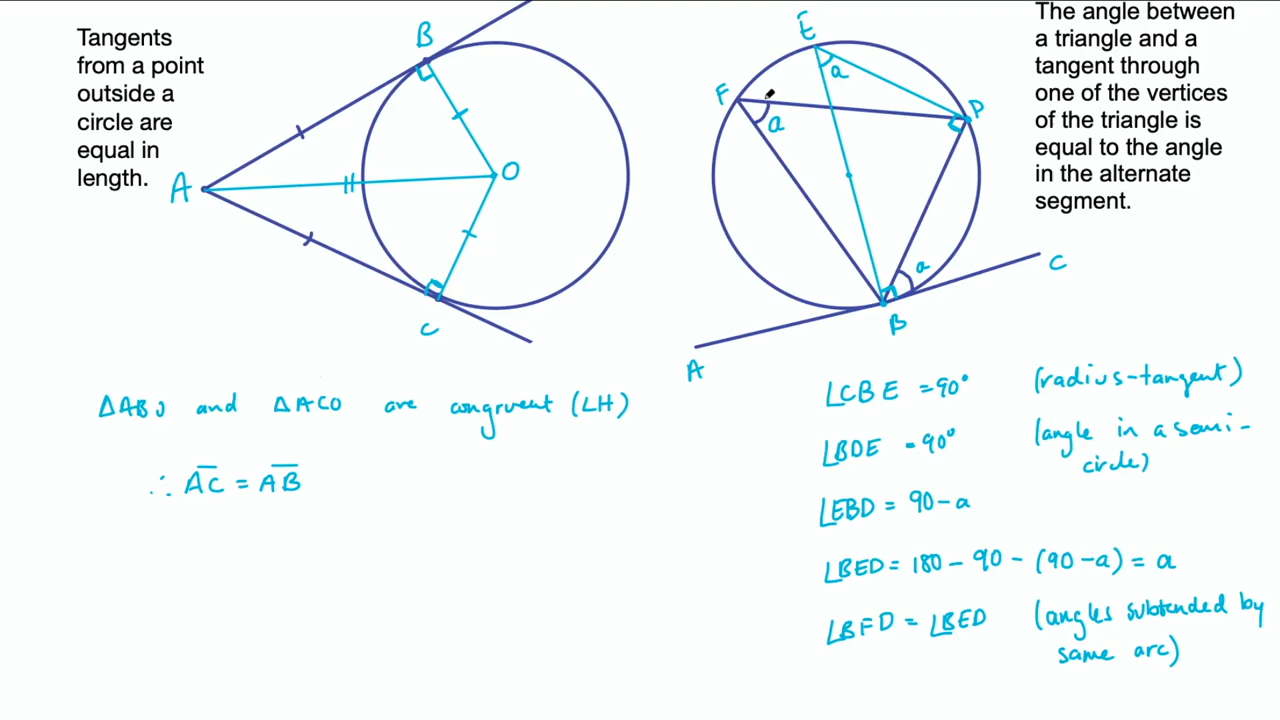 Tangents
from a point
outside a
circle are
equal in
length.
A
B
O
C
△ABO and △ACO are congruent (LH)
∴ AC = AB
E
a
F
a
D
a
C
B
A
The angle between
a triangle and a
tangent through
one of the vertices
of the triangle is
equal to the angle
in the alternate
segment.
∠CBE = 90° (radius-tangent)
∠BDE = 90° (angle in a semi-
circle)
∠EBD = 90 - a
∠BED = 180 - 90 - (90 - a) = a
∠BFD = ∠BED (angles subtended by
same arc)